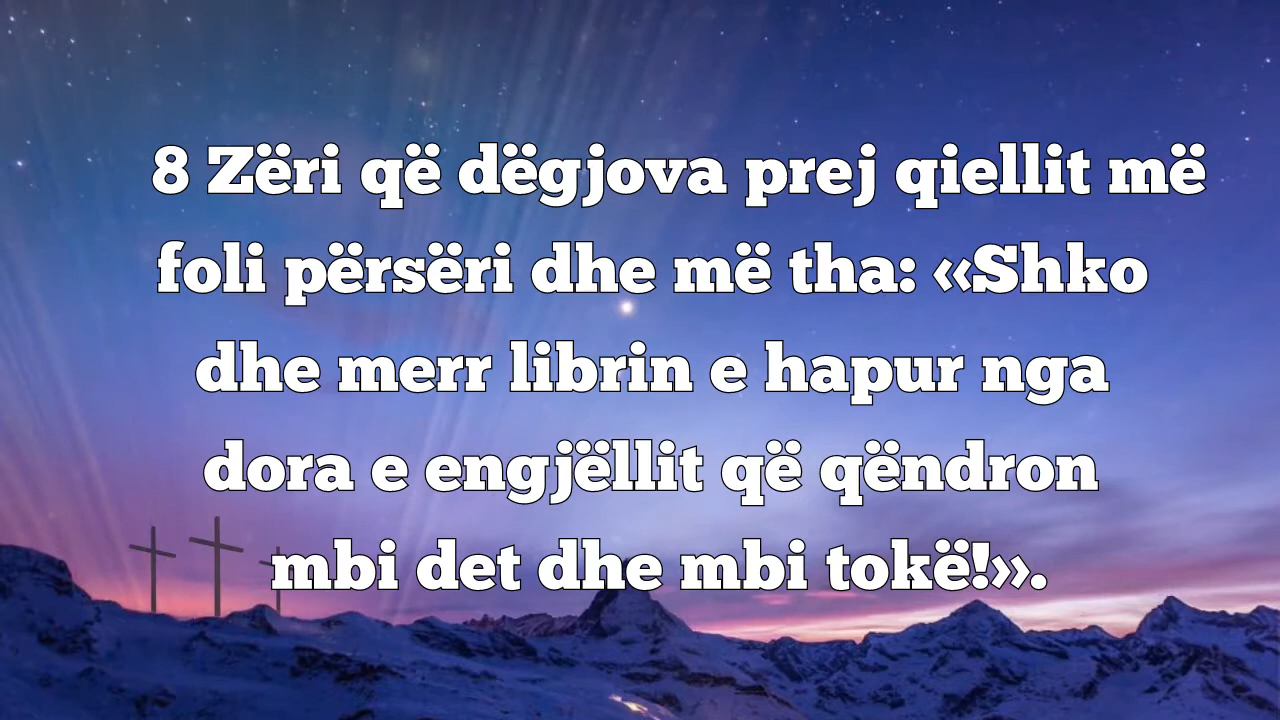 8 Zëri që dëgjova prej qiellit më
foli përsëri dhe më tha: «Shko
dhe merr librin e hapur nga
dora e engjëllit që qëndron
mbi det dhe mbi tokë!».